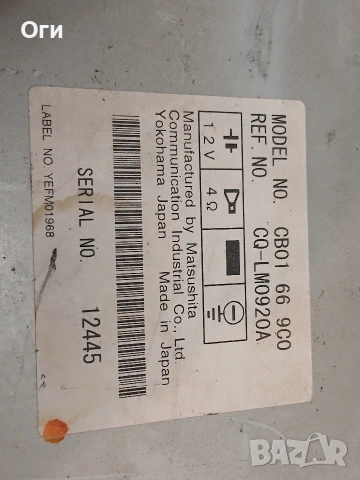 Оги
MODEL NO. CB01 66 9C0
REF. NO. CQ-LM0920A
12V 4Ω
Manufactured by Matsushita
Communication Industrial Co., Ltd.
Yokohama Japan Made in Japan
SERIAL NO. 12445
LABEL NO. YEFM01968
BAZAR